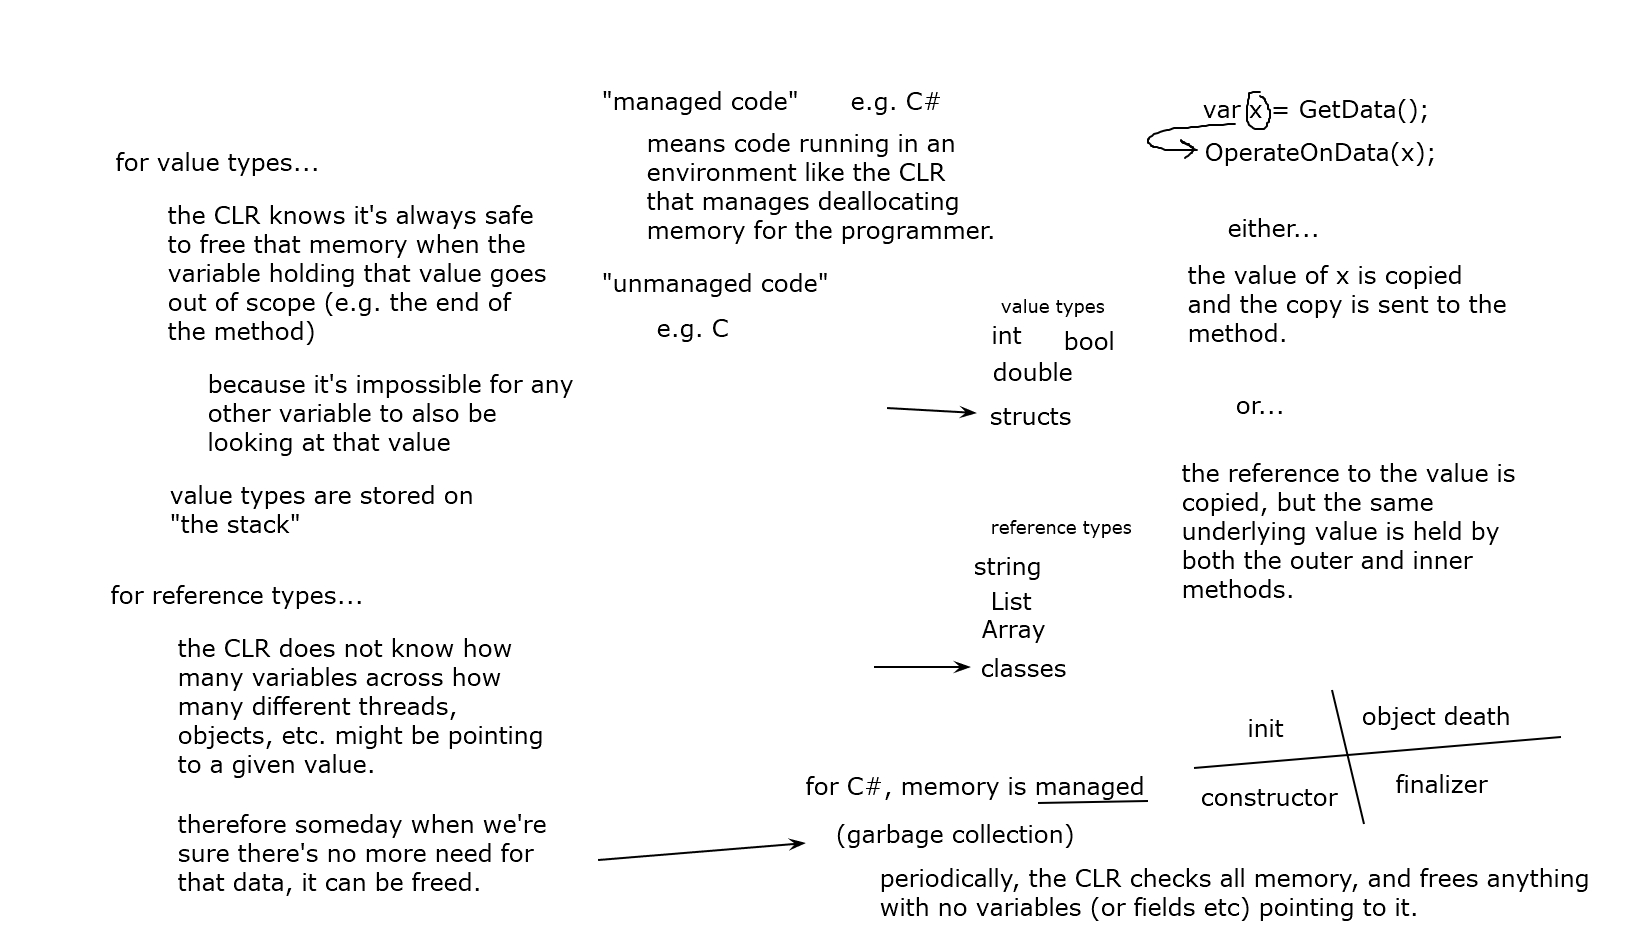 for value types...
the CLR knows it's always safe
to free that memory when the
variable holding that value goes
out of scope (e.g. the end of
the method)
because it's impossible for any
other variable to also be
looking at that value
value types are stored on
"the stack"
for reference types...
the CLR does not know how
many variables across how
many different threads,
objects, etc. might be pointing
to a given value.
therefore someday when we're
sure there's no more need for
that data, it can be freed.
"managed code" e.g. C#
means code running in an
environment like the CLR
that manages deallocating
memory for the programmer.
"unmanaged code"
e.g. C
value types
int bool
double
structs
reference types
string
List
Array
classes
for C#, memory is managed
(garbage collection)
periodically, the CLR checks all memory, and frees anything
with no variables (or fields etc) pointing to it.
var x = GetData();
OperateOnData(x);
either...
the value of x is copied
and the copy is sent to the
method.
or...
the reference to the value is
copied, but the same
underlying value is held by
both the outer and inner
methods.
init object death
constructor finalizer